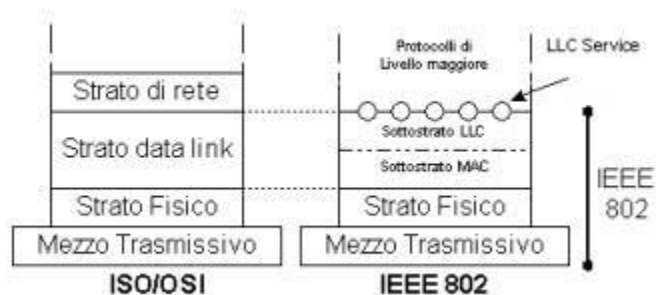 Strato di rete
Strato data link
Strato Fisico
Mezzo Trasmissivo
ISO/OSI
Protocolli di
Livello maggiore
LLC Service
Sottostrato LLC
Sottostrato MAC
Strato Fisico
Mezzo Trasmissivo
IEEE 802
IEEE
802